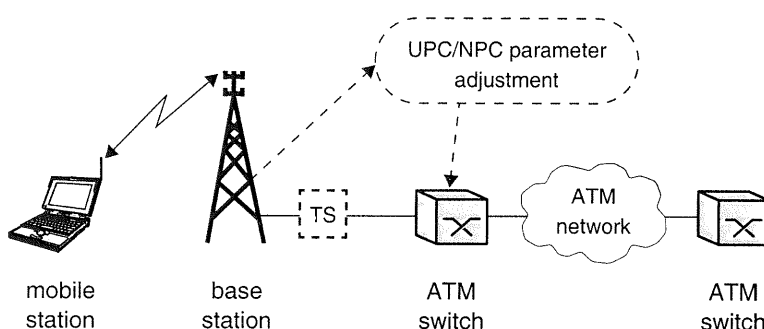 UPC/NPC parameter
adjustment
TS
ATM
network
mobile
station
base
station
ATM
switch
ATM
switch